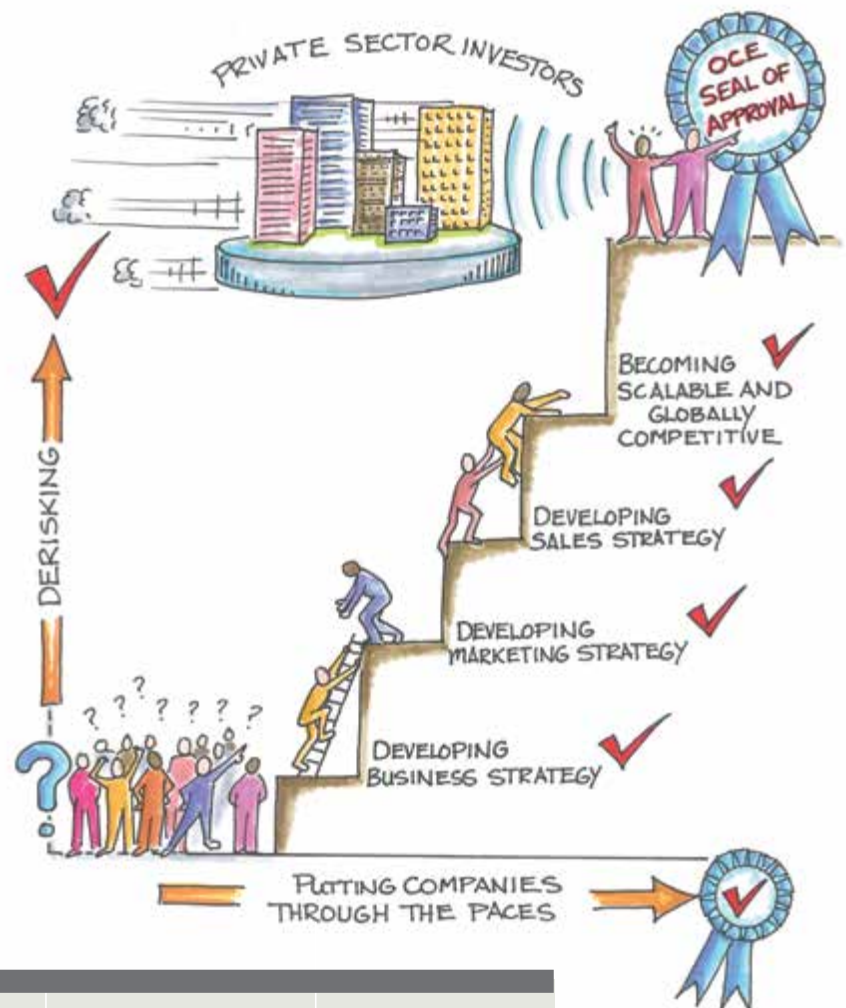 PRIVATE SECTOR INVESTORS
OCE
SEAL OF
APPROVAL
BECOMING
SCALABLE AND
GLOBALLY
COMPETITIVE
DEVELOPING
SALES STRATEGY
DERISKING
DEVELOPING
MARKETING STRATEGY
? ? ? ? ? ?
?
DEVELOPING
BUSINESS STRATEGY
PUTTING COMPANIES
THROUGH THE PACES